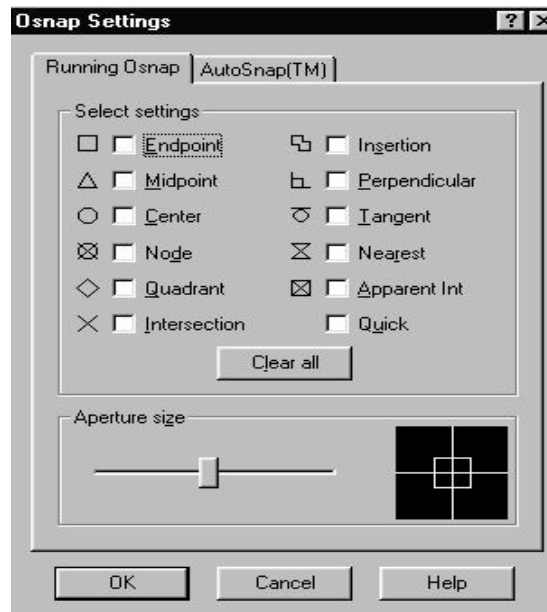 Osnap Settings
Running Osnap AutoSnap(TM)
Select settings
Endpoint Insertion
Midpoint Perpendicular
Center Tangent
Node Nearest
Quadrant Apparent Int
Intersection Quick
Clear all
Aperture size
OK Cancel Help